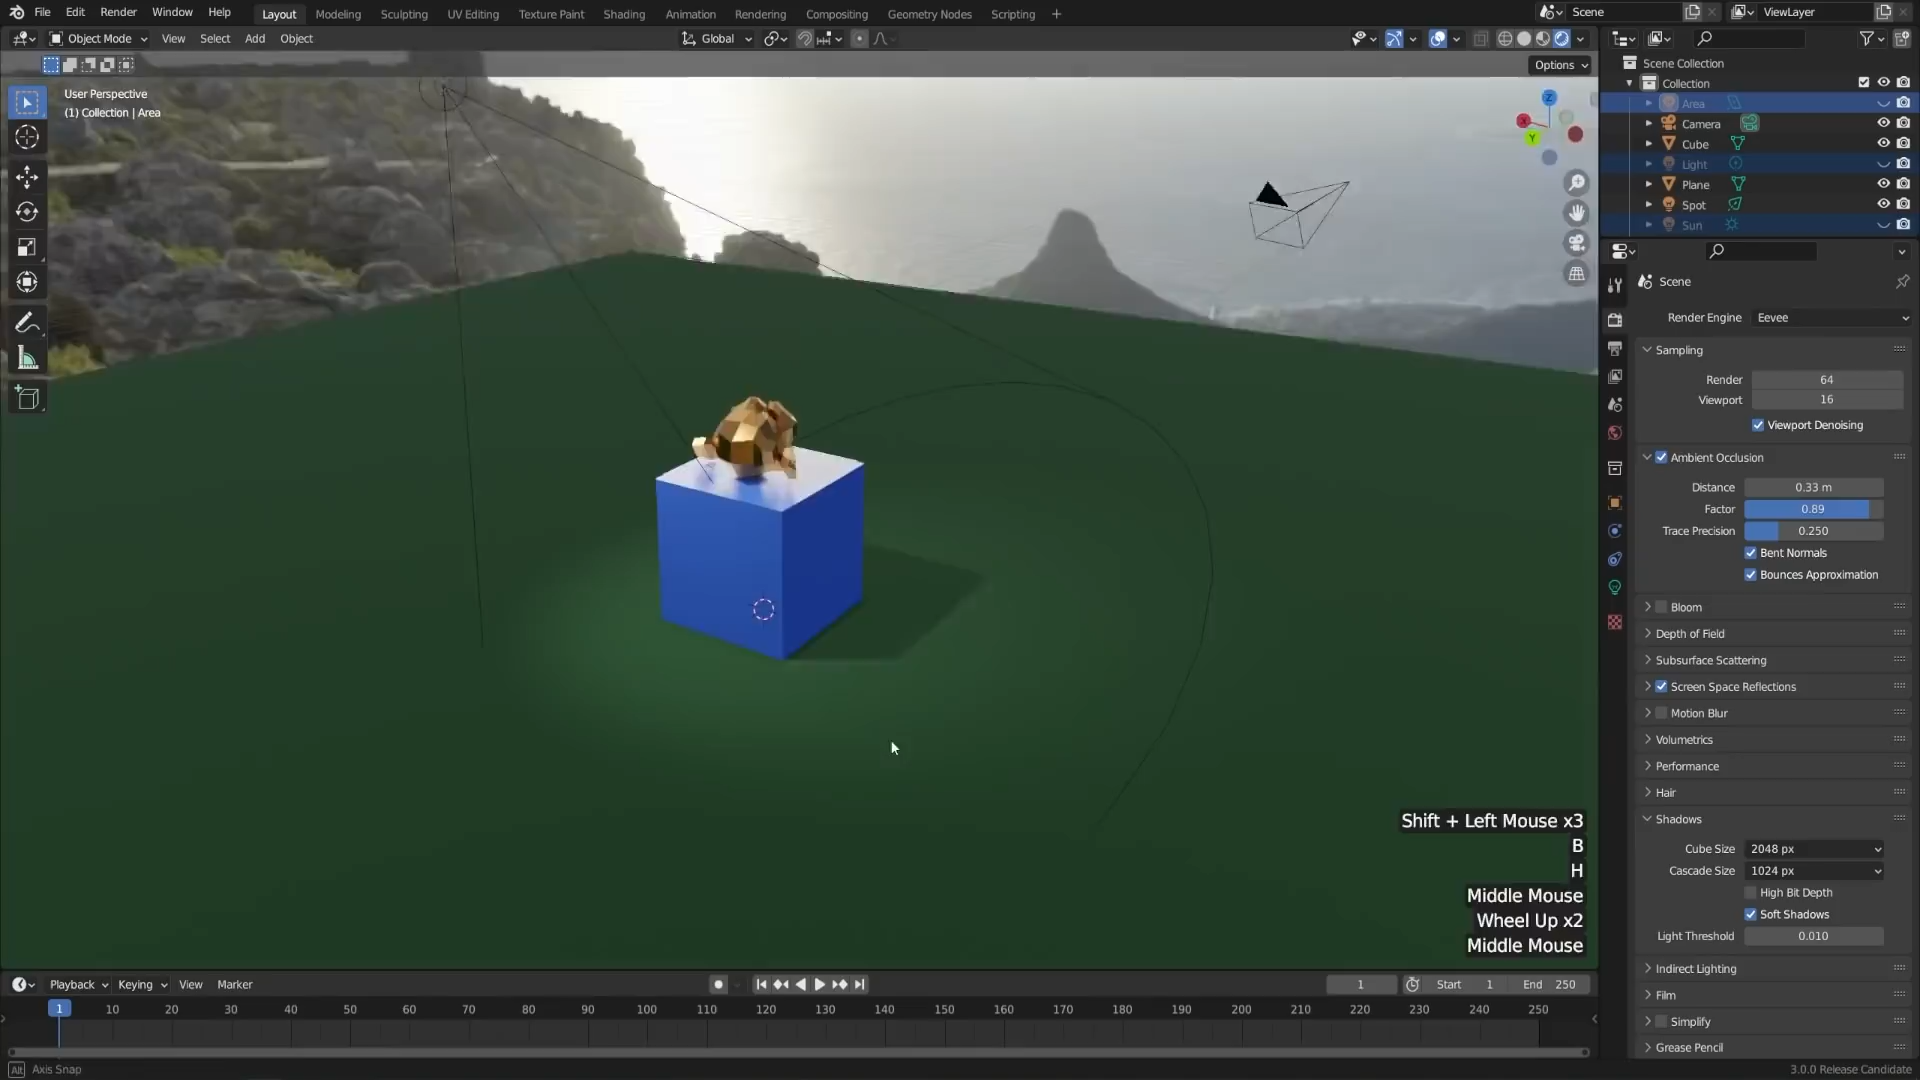 File Edit Render Window Help Layout Modeling Sculpting UV Editing Texture Paint Shading Animation Rendering Compositing Geometry Nodes Scripting + Scene ViewLayer
Object Mode View Select Add Object Global
Options
User Perspective
(1) Collection | Area
Z
X
Y
Shift + Left Mouse x3
B
H
Middle Mouse
Wheel Up x2
Middle Mouse
Scene Collection
Collection
Area
Camera
Cube
Light
Plane
Spot
Sun
Scene
Render Engine Eevee
Sampling
Render 64
Viewport 16
Viewport Denoising
Ambient Occlusion
Distance 0.33 m
Factor 0.89
Trace Precision 0.250
Bent Normals
Bounces Approximation
Bloom
Depth of Field
Subsurface Scattering
Screen Space Reflections
Motion Blur
Volumetrics
Performance
Hair
Shadows
Cube Size 2048 px
Cascade Size 1024 px
High Bit Depth
Soft Shadows
Light Threshold 0.010
Indirect Lighting
Film
Simplify
Grease Pencil
Playback Keying View Marker 1 Start 1 End 250
1 10 20 30 40 50 60 70 80 90 100 110 120 130 140 150 160 170 180 190 200 210 220 230 240 250
Alt Axis Snap 3.0.0 Release Candidate